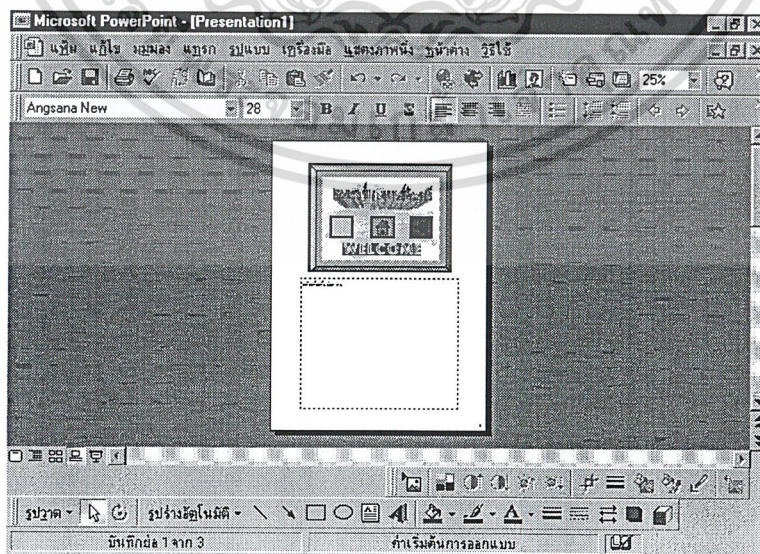 Microsoft PowerPoint - [Presentation1]
แฟ้ม แก้ไข มุมมอง แทรก รูปแบบ เครื่องมือ แสดงภาพนิ่ง หน้าต่าง วิธีใช้
25%
Angsana New 28 B I U S
WELCOME
รูปวาด รูปร่างอัตโนมัติ
บันทึกย่อ 1 จาก 3 ค่าเริ่มต้นการออกแบบ